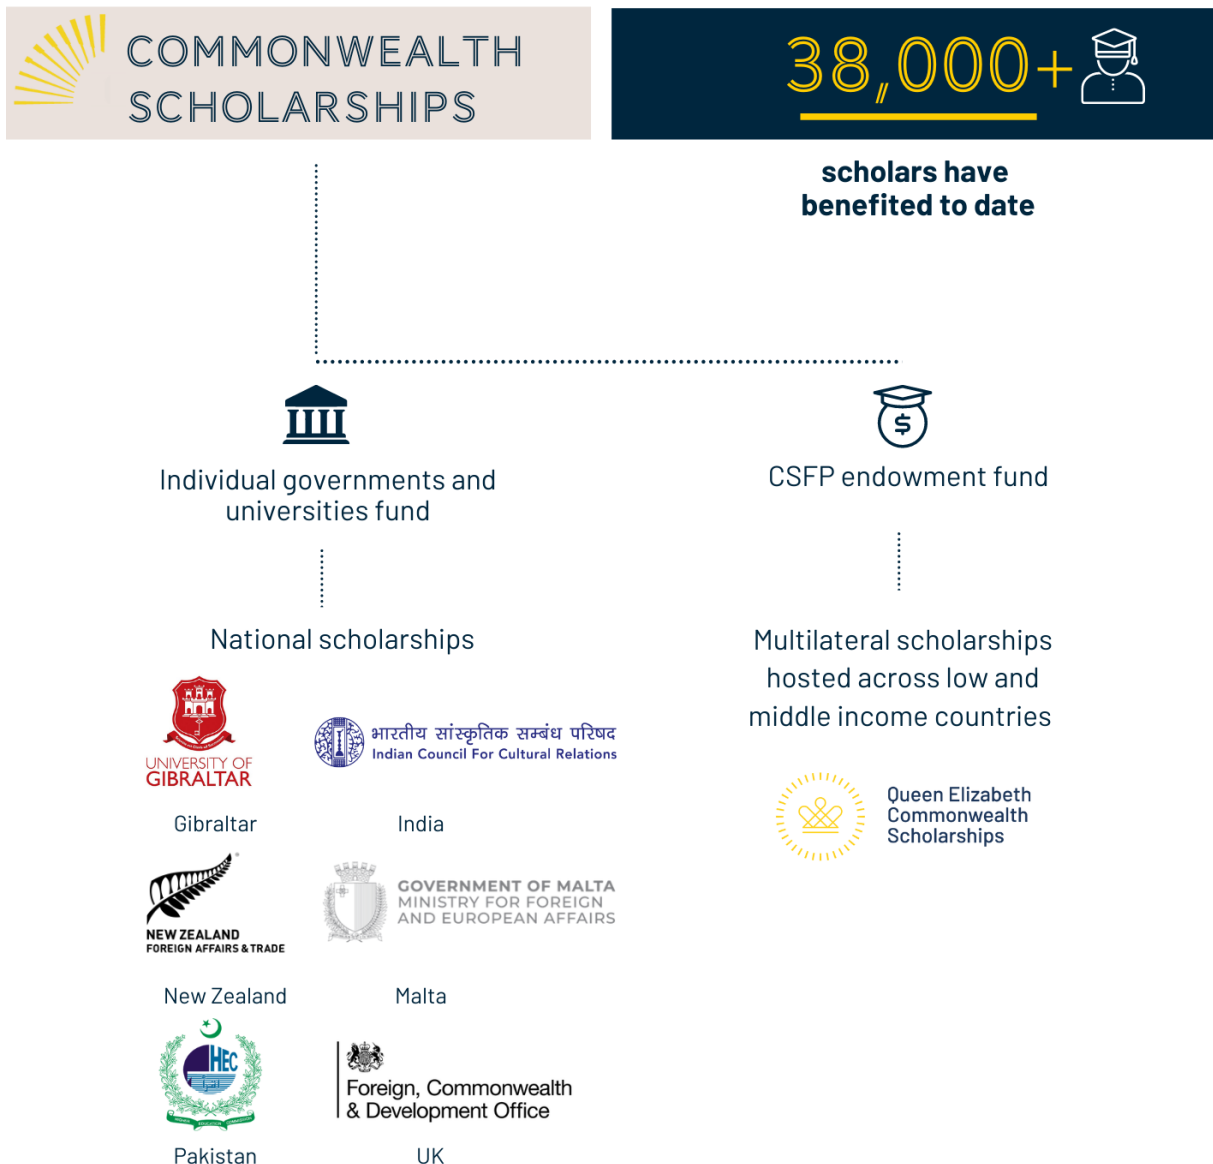 COMMONWEALTH
SCHOLARSHIPS
38,000+
scholars have
benefited to date
Individual governments and
universities fund
CSFP endowment fund
National scholarships
Multilateral scholarships
hosted across low and
middle income countries
UNIVERSITY OF
GIBRALTAR
भारतीय सांस्कृतिक सम्बंध परिषद
Indian Council For Cultural Relations
Gibraltar
India
Queen Elizabeth
Commonwealth
Scholarships
NEW ZEALAND
FOREIGN AFFAIRS & TRADE
GOVERNMENT OF MALTA
MINISTRY FOR FOREIGN
AND EUROPEAN AFFAIRS
New Zealand
Malta
HEC
Foreign, Commonwealth
& Development Office
Pakistan
UK